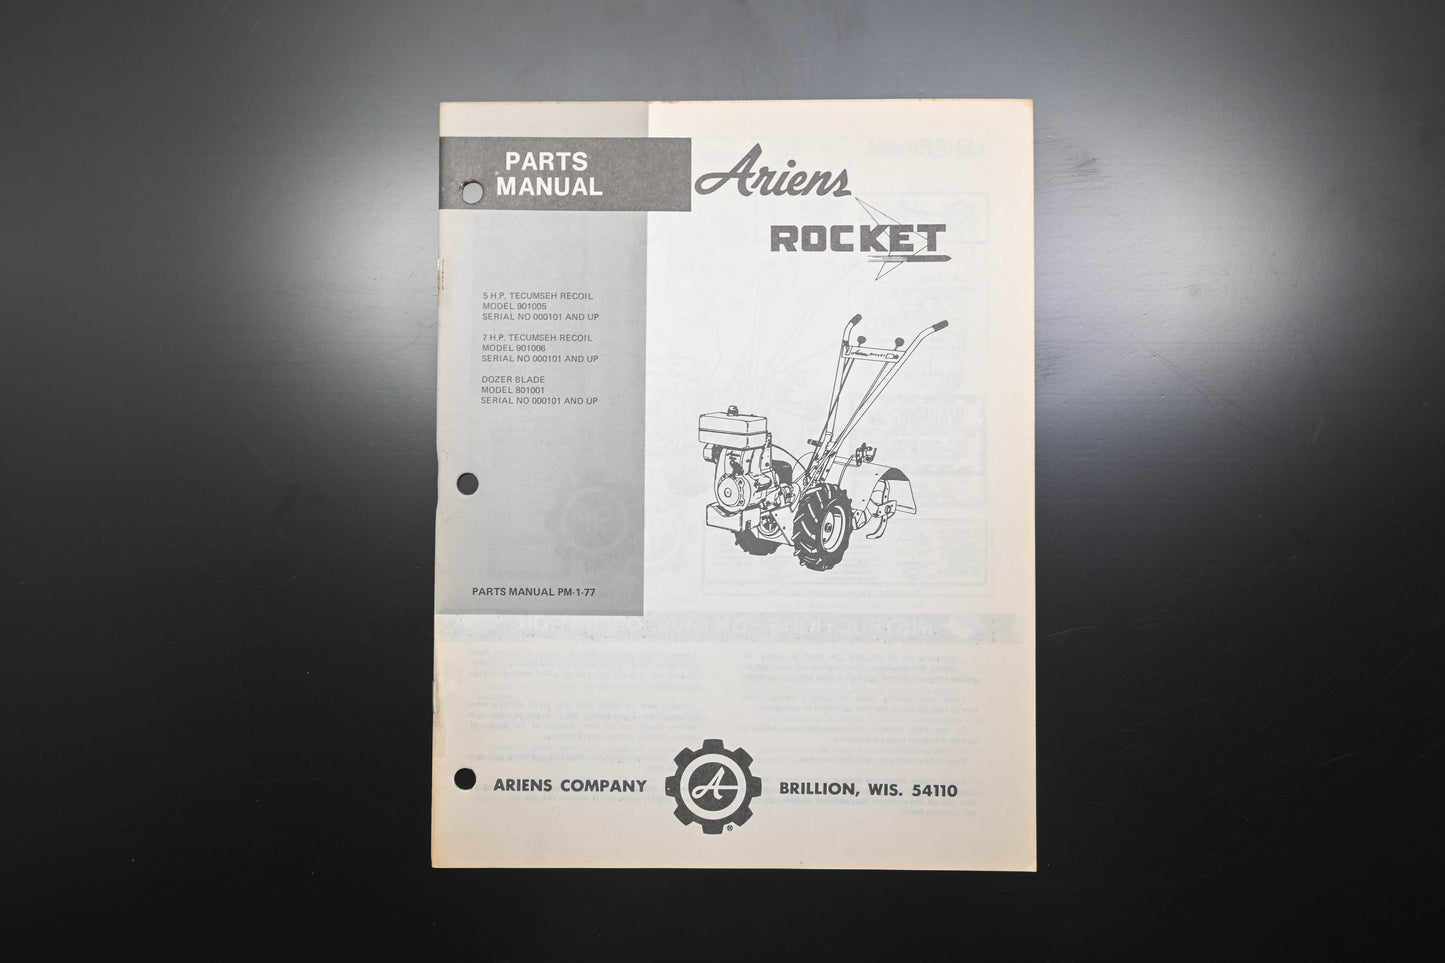 PARTS
MANUAL
Ariens
ROCKET
5 H.P. TECUMSEH RECOIL
MODEL 901005
SERIAL NO 000101 AND UP
7 H.P. TECUMSEH RECOIL
MODEL 901006
SERIAL NO 000101 AND UP
DOZER BLADE
MODEL 801001
SERIAL NO 000101 AND UP
PARTS MANUAL PM-1-77
ARIENS COMPANY
A
®
BRILLION, WIS. 54110